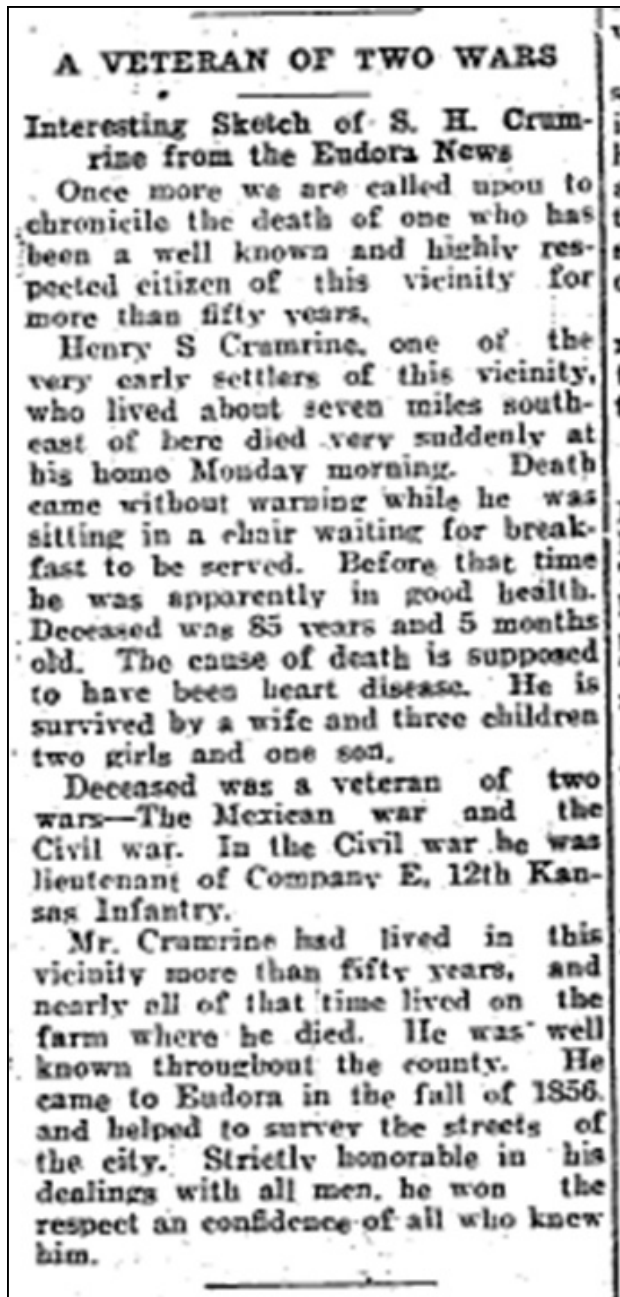 A VETERAN OF TWO WARS
Interesting Sketch of S. H. Crum-
rine from the Eudora News
Once more we are called upon to
chronicile the death of one who has
been a well known and highly res-
pected citizen of this vicinity for
more than fifty years.
Henry S Crumrine, one of the
very early settlers of this vicinity,
who lived about seven miles south-
east of here died very suddenly at
his home Monday morning. Death
came without warning while he was
sitting in a chair waiting for break-
fast to be served. Before that time
he was apparently in good health.
Deceased was 85 years and 5 months
old. The cause of death is supposed
to have been heart disease. He is
survived by a wife and three children
two girls and one son.
Deceased was a veteran of two
wars—The Mexican war and the
Civil war. In the Civil war he was
lieutenant of Company E, 12th Kan-
sas Infantry.
Mr. Crumrine had lived in this
vicinity more than fifty years, and
nearly all of that time lived on the
farm where he died. He was well
known throughout the county. He
came to Eudora in the fall of 1856,
and helped to survey the streets of
the city. Strictly honorable in his
dealings with all men, he won the
respect an confidence of all who knew
him.